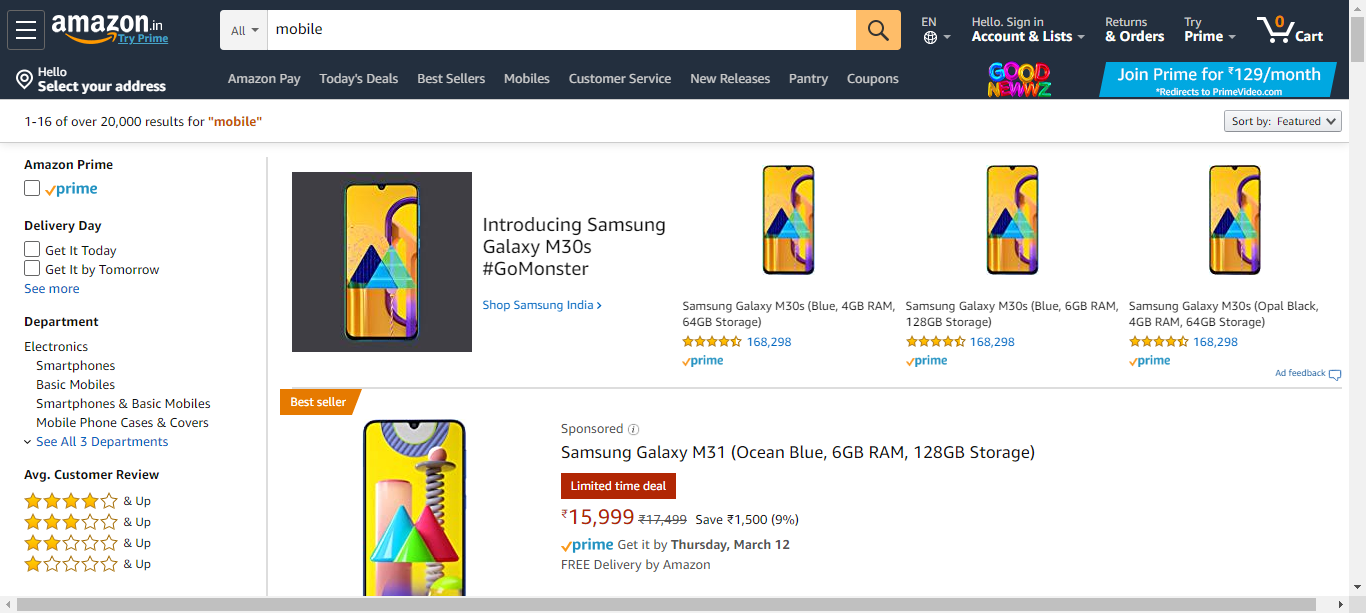 amazon.in
Try Prime
All
mobile
EN
Hello. Sign in
Account & Lists
Returns
& Orders
Try
Prime
0
Cart
Hello
Select your address
Amazon Pay
Today's Deals
Best Sellers
Mobiles
Customer Service
New Releases
Pantry
Coupons
GOOD
NEWWZ
Join Prime for ₹129/month
*Redirects to PrimeVideo.com
1-16 of over 20,000 results for "mobile"
Sort by: Featured
Amazon Prime
prime
Delivery Day
Get It Today
Get It by Tomorrow
See more
Department
Electronics
Smartphones
Basic Mobiles
Smartphones & Basic Mobiles
Mobile Phone Cases & Covers
See All 3 Departments
Avg. Customer Review
& Up
& Up
& Up
& Up
Introducing Samsung
Galaxy M30s
#GoMonster
Shop Samsung India ›
Samsung Galaxy M30s (Blue, 4GB RAM,
64GB Storage)
168,298
prime
Samsung Galaxy M30s (Blue, 6GB RAM,
128GB Storage)
168,298
prime
Samsung Galaxy M30s (Opal Black,
4GB RAM, 64GB Storage)
168,298
prime
Ad feedback
Best seller
Sponsored
Samsung Galaxy M31 (Ocean Blue, 6GB RAM, 128GB Storage)
Limited time deal
₹15,999 ₹17,499 Save ₹1,500 (9%)
prime Get it by Thursday, March 12
FREE Delivery by Amazon